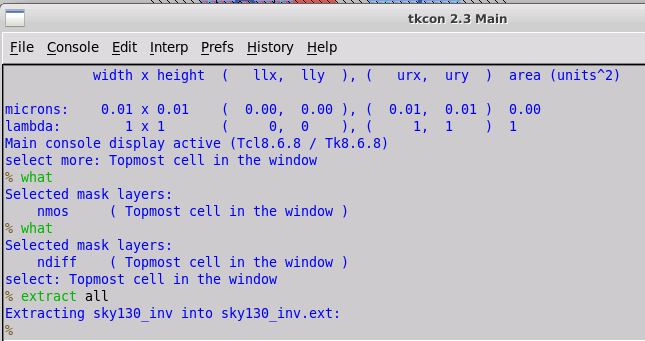 tkcon 2.3 Main
File Console Edit Interp Prefs History Help
width x height ( llx, lly ), ( urx, ury ) area (units^2)
microns: 0.01 x 0.01 ( 0.00, 0.00 ), ( 0.01, 0.01 ) 0.00
lambda: 1 x 1 ( 0, 0 ), ( 1, 1 ) 1
Main console display active (Tcl8.6.8 / Tk8.6.8)
select more: Topmost cell in the window
% what
Selected mask layers:
nmos ( Topmost cell in the window )
% what
Selected mask layers:
ndiff ( Topmost cell in the window )
select: Topmost cell in the window
% extract all
Extracting sky130_inv into sky130_inv.ext:
%